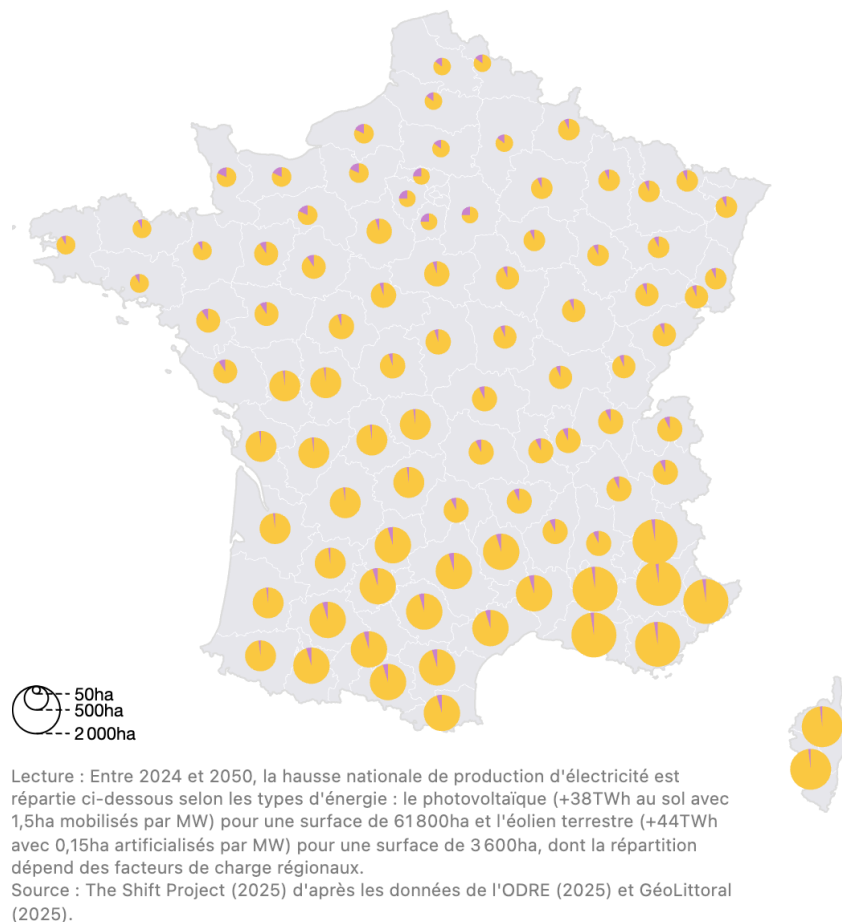 50ha
500ha
2 000ha
Lecture : Entre 2024 et 2050, la hausse nationale de production d'électricité est
répartie ci-dessous selon les types d'énergie : le photovoltaïque (+38TWh au sol avec
1,5ha mobilisés par MW) pour une surface de 61 800ha et l'éolien terrestre (+44TWh
avec 0,15ha artificialisés par MW) pour une surface de 3 600ha, dont la répartition
dépend des facteurs de charge régionaux.
Source : The Shift Project (2025) d'après les données de l'ODRE (2025) et GéoLittoral
(2025).